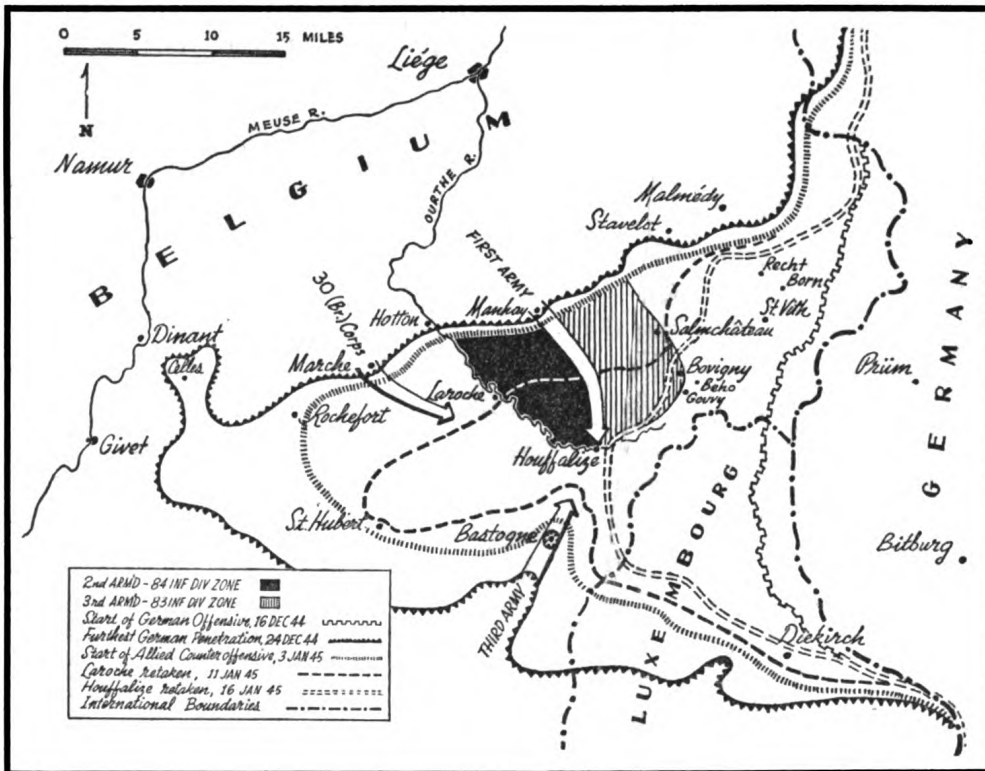 0 5 10 15 MILES
N
Liége
MEUSE R.
Namur
BELGIUM
OURTHE R.
Malmédy
Stavelot
FIRST ARMY
Recht
Born
St. Vith
30 (Br.) Corps
Hotton
Manhay
Salmchâteau
Dinant
Celles
Marche
Laroche
Bovigny
Beho
Gouvy
Prüm
GERMANY
Rochefort
Givet
Houffalize
St. Hubert
Bastogne
LUXEMBOURG
Bitburg
THIRD ARMY
Diekirch
2nd ARMD - 84 INF DIV ZONE
3rd ARMD - 83 INF DIV ZONE
Start of German Offensive, 16 DEC 44
Furthest German Penetration, 24 DEC 44
Start of Allied Counteroffensive, 3 JAN 45
Laroche retaken, 11 JAN 45
Houffalize retaken, 16 JAN 45
International Boundaries